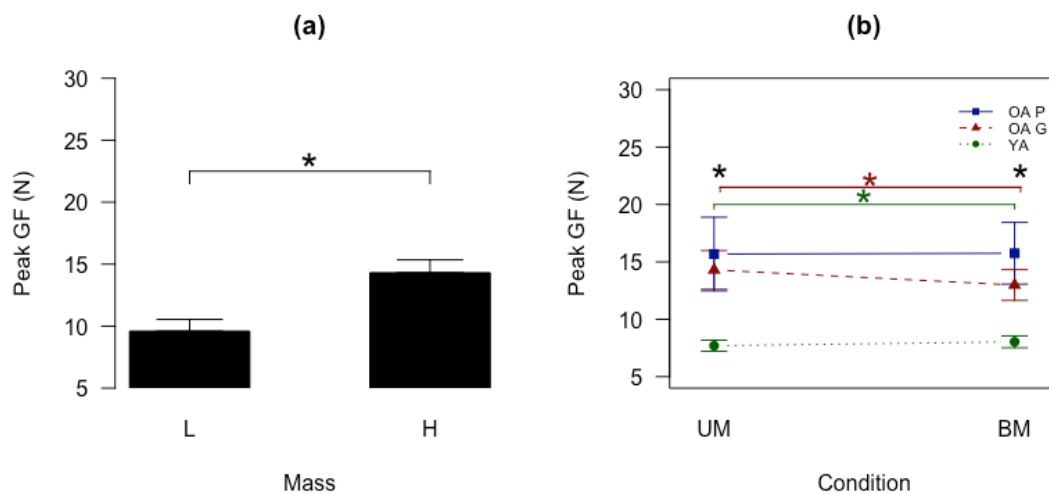 (a)
Peak GF (N)
30
25
20
15
10
5
*
L
H
Mass
(b)
Peak GF (N)
30
25
20
15
10
5
OA P
OA G
YA
*
*
*
*
UM
BM
Condition